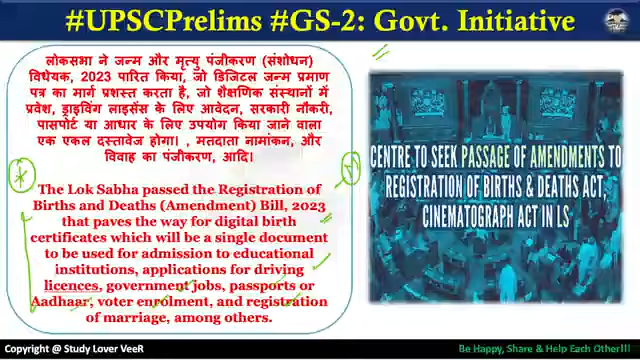 #UPSCPrelims #GS-2: Govt. Initiative
लोकसभा ने जन्म और मृत्यु पंजीकरण (संशोधन)
विधेयक, 2023 पारित किया, जो डिजिटल जन्म प्रमाण
पत्र का मार्ग प्रशस्त करता है, जो शैक्षणिक संस्थानों में
प्रवेश, ड्राइविंग लाइसेंस के लिए आवेदन, सरकारी नौकरी,
पासपोर्ट या आधार के लिए उपयोग किया जाने वाला
एक एकल दस्तावेज होगा। , मतदाता नामांकन, और
विवाह का पंजीकरण, आदि।
The Lok Sabha passed the Registration of
Births and Deaths (Amendment) Bill, 2023
that paves the way for digital birth
certificates which will be a single document
to be used for admission to educational
institutions, applications for driving
licences, government jobs, passports or
Aadhaar, voter enrolment, and registration
of marriage, among others.
CENTRE TO SEEK PASSAGE OF AMENDMENTS TO
REGISTRATION OF BIRTHS & DEATHS ACT,
CINEMATOGRAPH ACT IN LS
Copyright @ Study Lover VeeR
Be Happy, Share & Help Each Other!!!